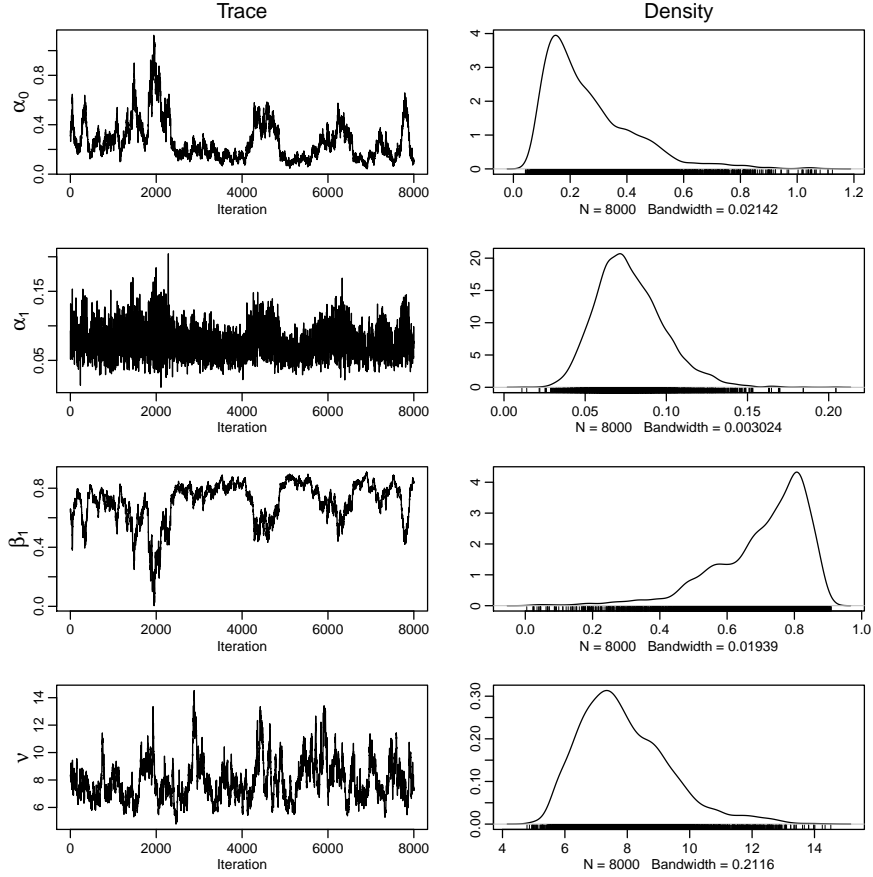 Trace
Density
α0
0.0 0.4 0.8
0 2000 4000 6000 8000
Iteration
0 1 2 3 4
0.0 0.2 0.4 0.6 0.8 1.0 1.2
N = 8000 Bandwidth = 0.02142
α1
0.05 0.15
0 2000 4000 6000 8000
Iteration
0 5 10 15 20
0.00 0.05 0.10 0.15 0.20
N = 8000 Bandwidth = 0.003024
β1
0.0 0.4 0.8
0 2000 4000 6000 8000
Iteration
0 1 2 3 4
0.0 0.2 0.4 0.6 0.8 1.0
N = 8000 Bandwidth = 0.01939
ν
6 8 10 12 14
0 2000 4000 6000 8000
Iteration
0.00 0.10 0.20 0.30
4 6 8 10 12 14
N = 8000 Bandwidth = 0.2116